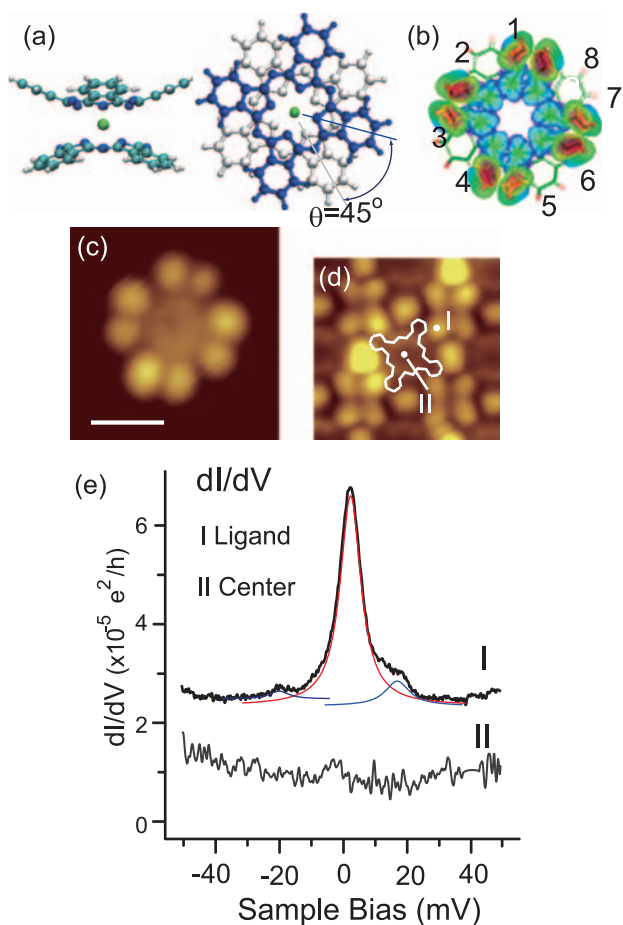 (a)
θ=45°
(b)
1
2
8
7
3
6
4
5
(c)
(d)
I
II
(e)
dI/dV
I Ligand
II Center
dI/dV (x10⁻⁵ e²/h)
6
4
2
0
I
II
-40 -20 0 20 40
Sample Bias (mV)